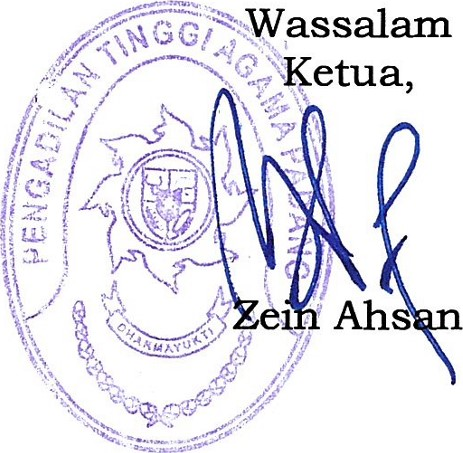 Wassalam
Ketua,
PENGADILAN TINGGI AGAMA PADANG
DHARMAYUKTI
Zein Ahsan